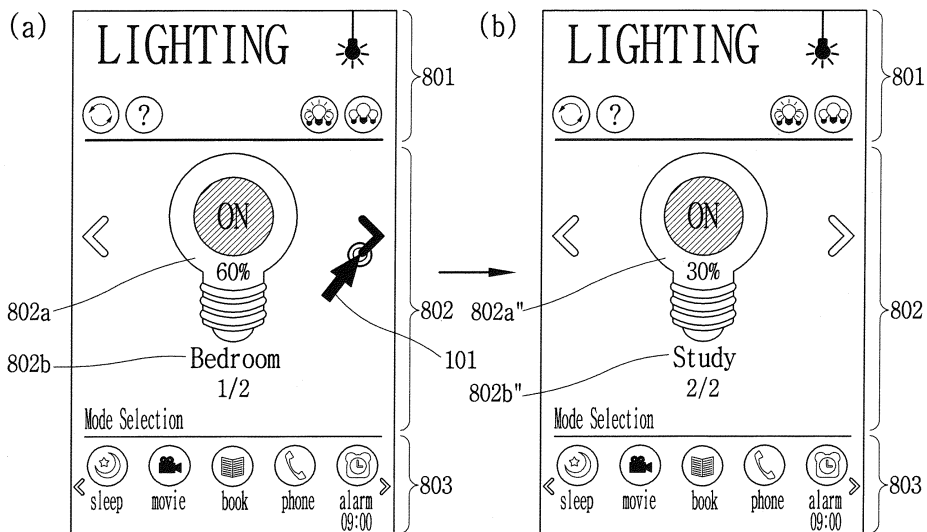 (a)
LIGHTING
801
?
ON
60%
802a
802
802b
Bedroom
101
1/2
Mode Selection
sleep movie book phone alarm
09:00
803
(b)
LIGHTING
801
?
ON
30%
802a"
802
Study
802b"
2/2
Mode Selection
sleep movie book phone alarm
09:00
803